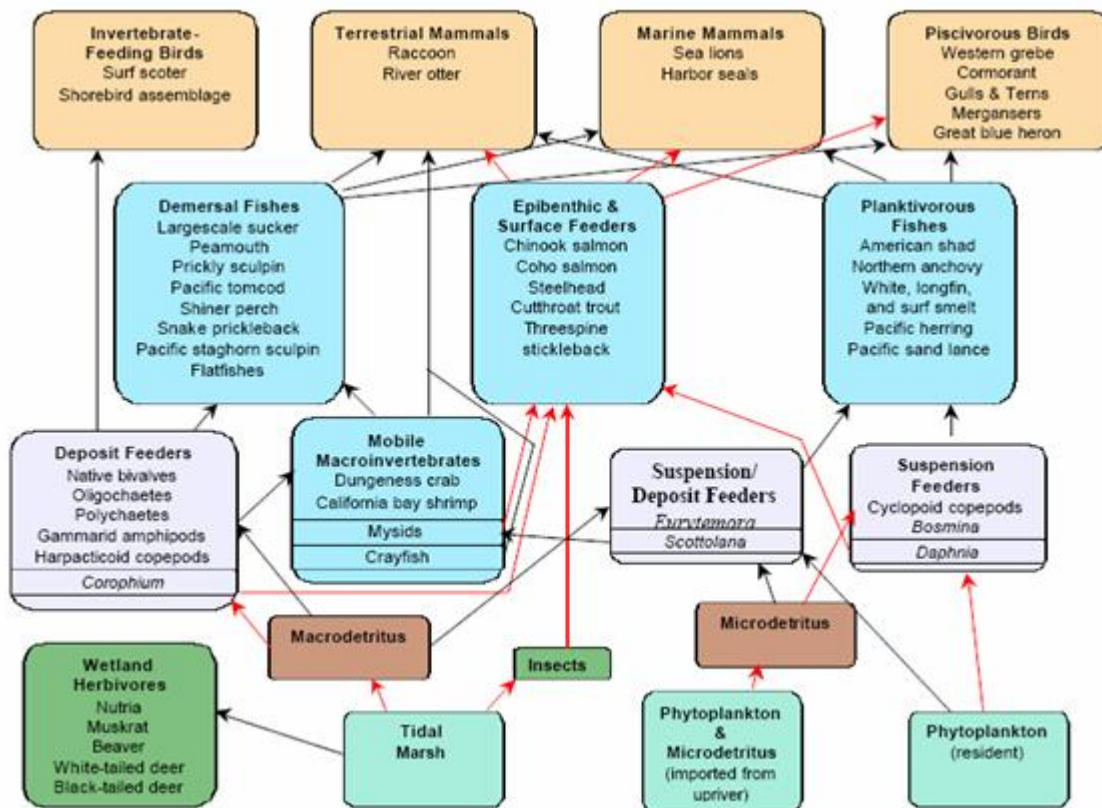 Invertebrate-
Feeding Birds
Surf scoter
Shorebird assemblage
Terrestrial Mammals
Raccoon
River otter
Marine Mammals
Sea lions
Harbor seals
Piscivorous Birds
Western grebe
Cormorant
Gulls & Terns
Mergansers
Great blue heron
Demersal Fishes
Largescale sucker
Peamouth
Prickly sculpin
Pacific tomcod
Shiner perch
Snake prickleback
Pacific staghorn sculpin
Flatfishes
Epibenthic &
Surface Feeders
Chinook salmon
Coho salmon
Steelhead
Cutthroat trout
Threespine
stickleback
Planktivorous
Fishes
American shad
Northern anchovy
White, longfin,
and surf smelt
Pacific herring
Pacific sand lance
Deposit Feeders
Native bivalves
Oligochaetes
Polychaetes
Gammarid amphipods
Harpacticoid copepods
Corophium
Mobile
Macroinvertebrates
Dungeness crab
California bay shrimp
Mysids
Crayfish
Suspension/
Deposit Feeders
Eurytemora
Scottolana
Suspension
Feeders
Cyclopoid copepods
Bosmina
Daphnia
Macrodetritus
Microdetritus
Insects
Wetland
Herbivores
Nutria
Muskrat
Beaver
White-tailed deer
Black-tailed deer
Tidal
Marsh
Phytoplankton
&
Microdetritus
(imported from
upriver)
Phytoplankton
(resident)